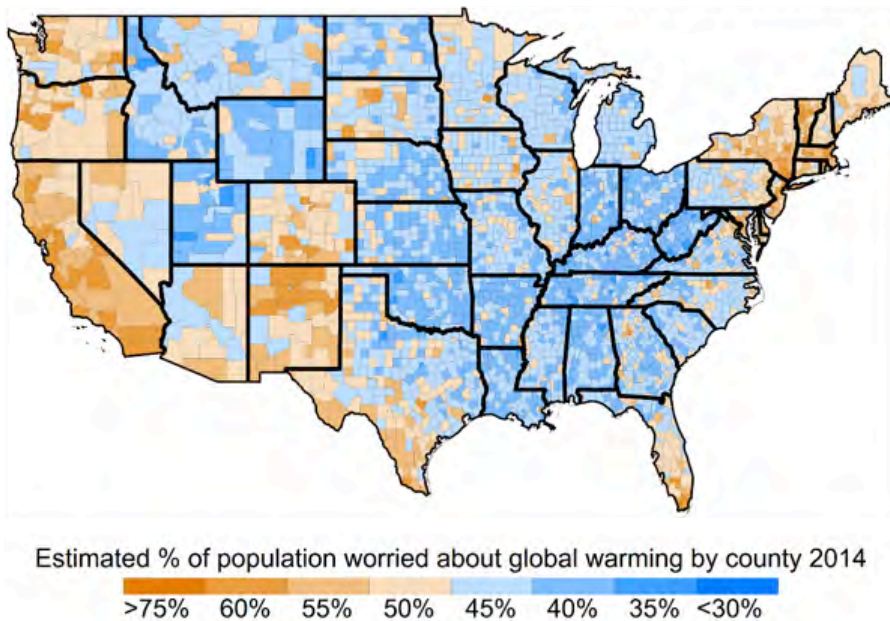 Estimated % of population worried about global warming by county 2014
>75% 60% 55% 50% 45% 40% 35% <30%